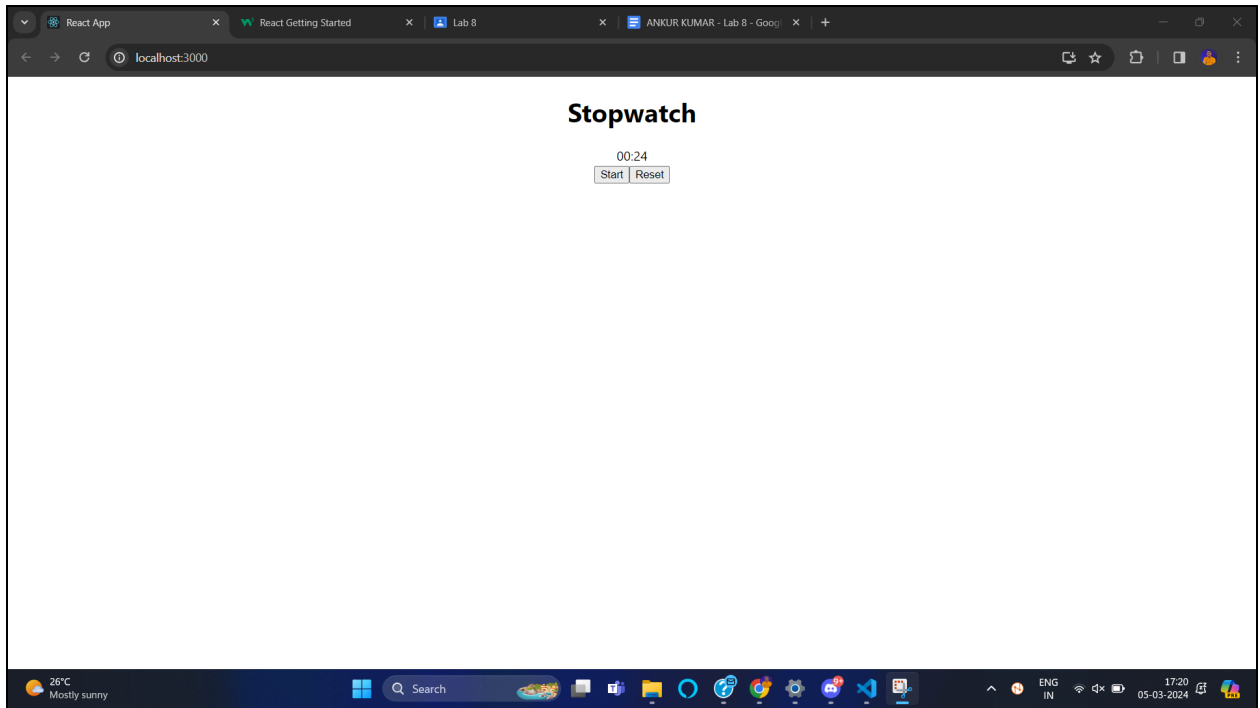 React App
React Getting Started
Lab 8
ANKUR KUMAR - Lab 8 - Goog
localhost:3000
Stopwatch
00:24
Start Reset
26°C
Mostly sunny
Search
ENG
IN
17:20
05-03-2024